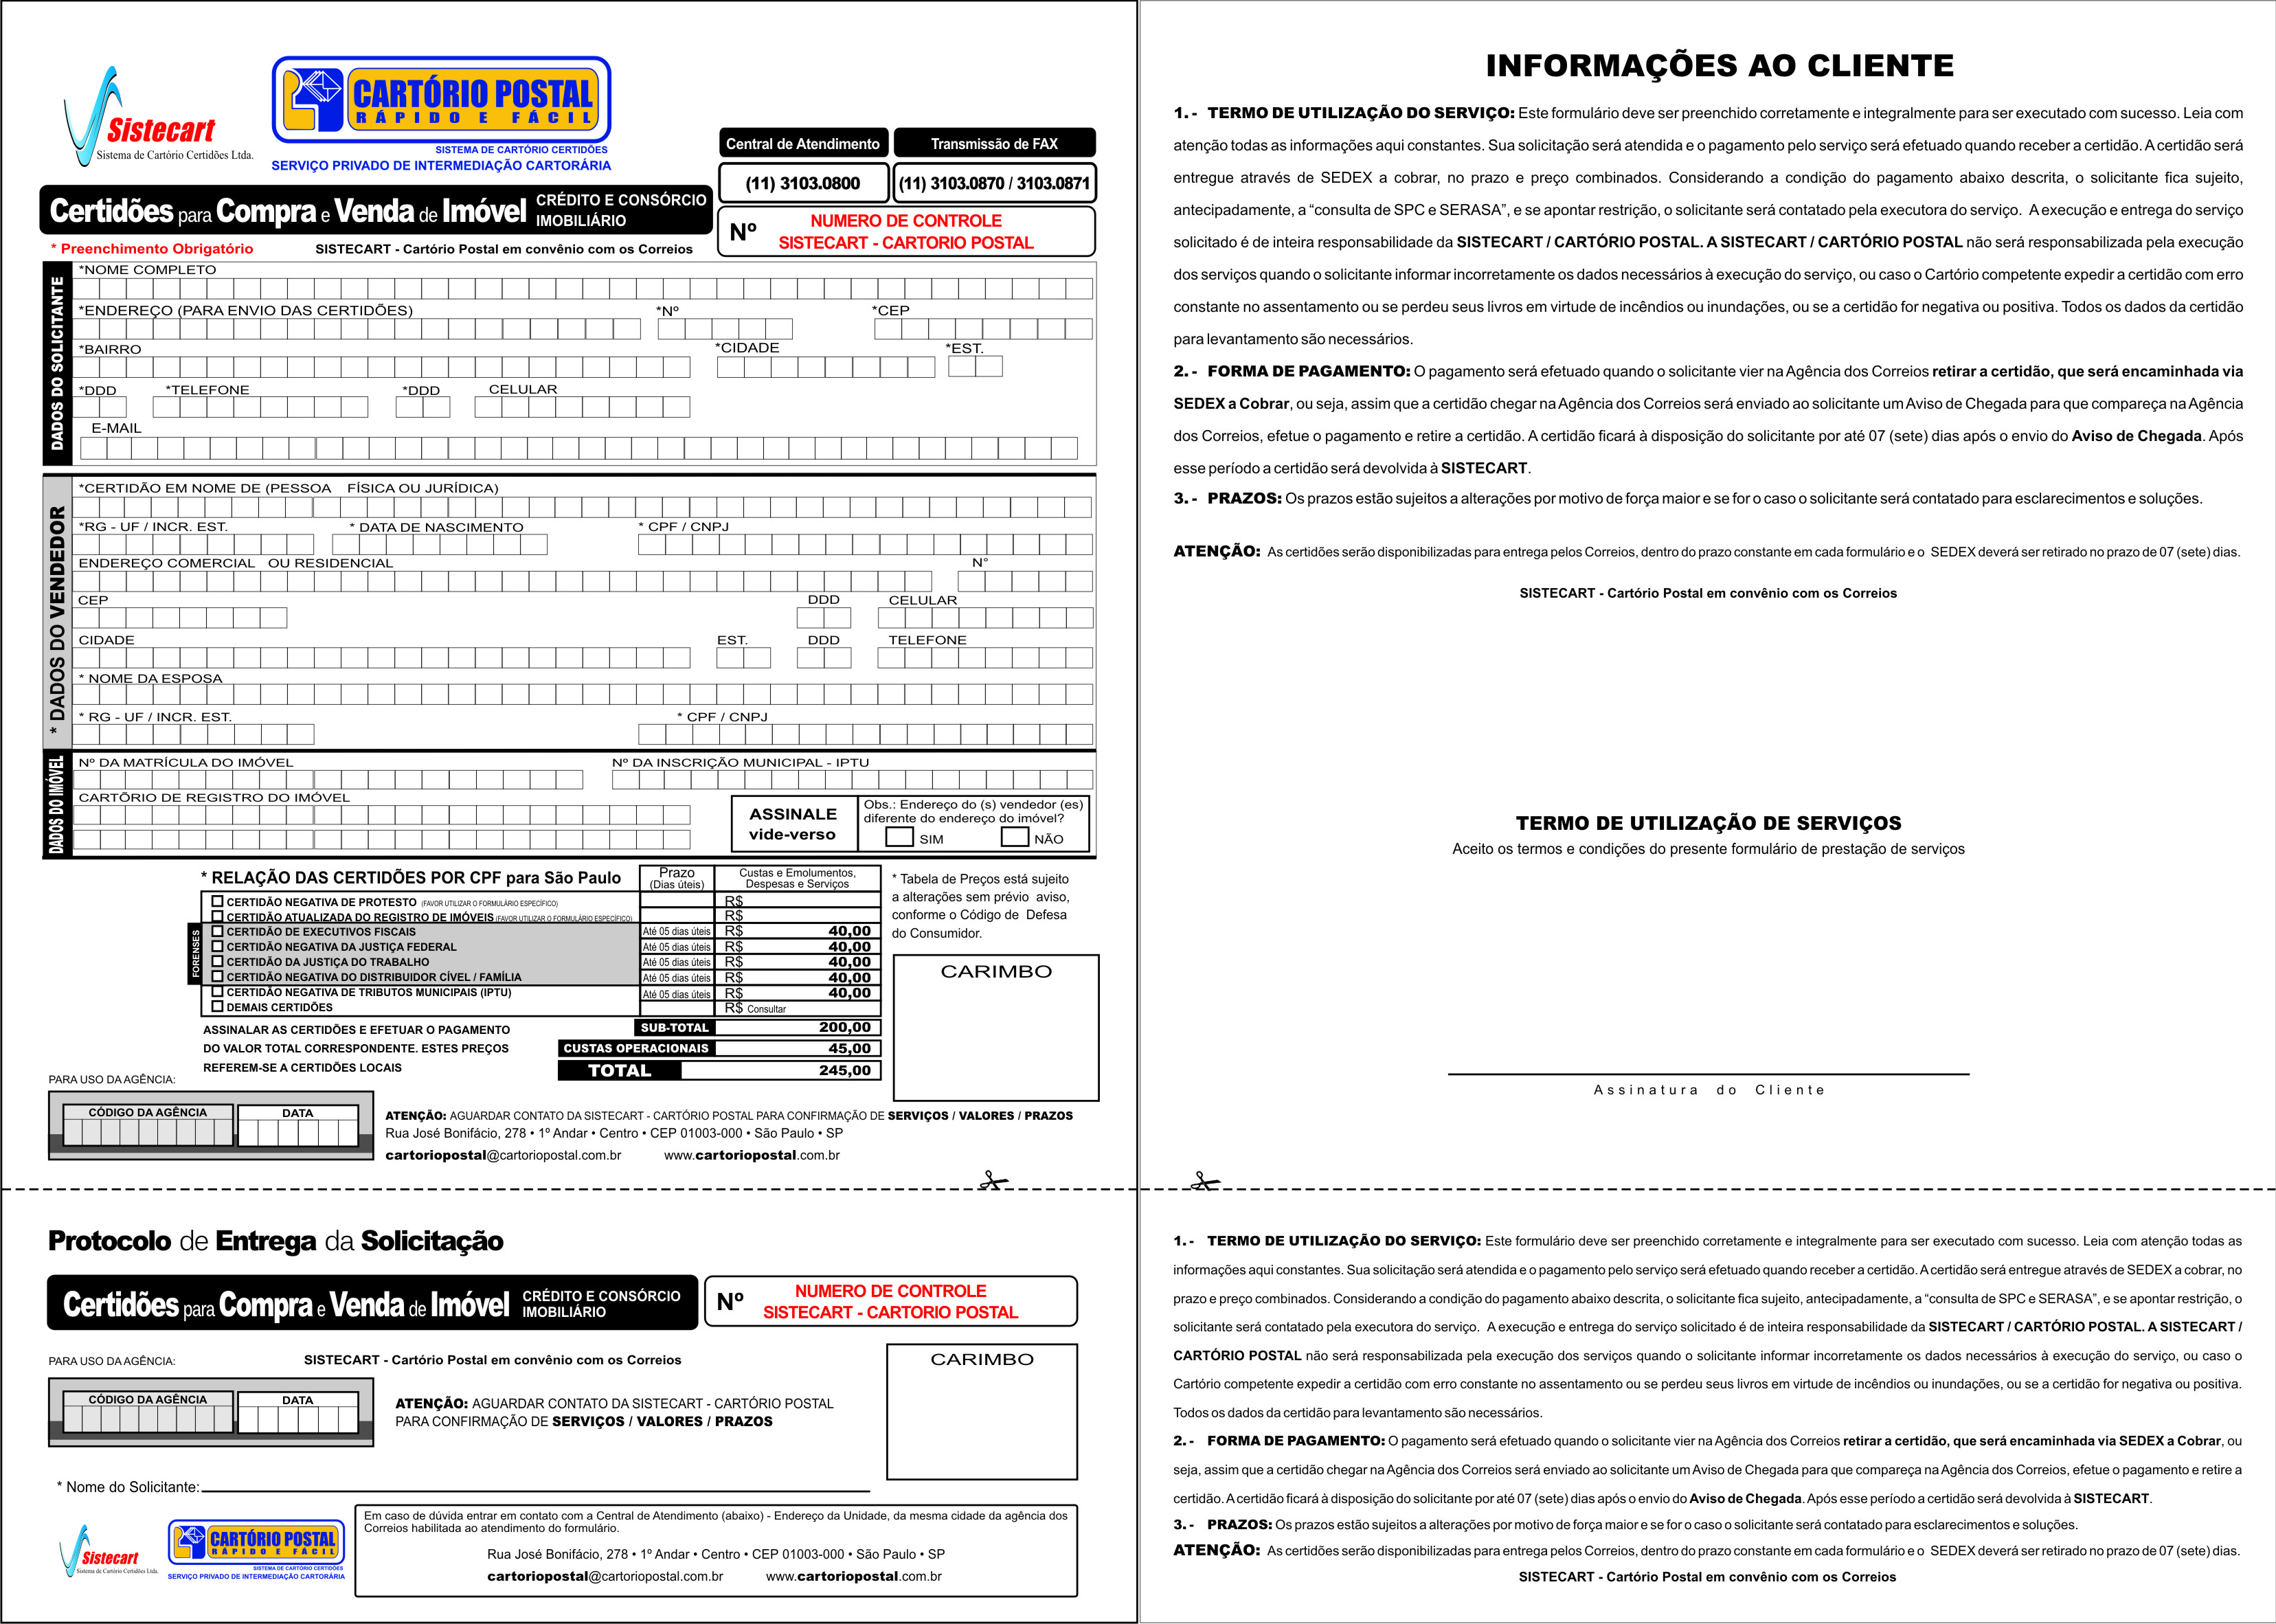 Sistecart
Sistema de Cartório Certidões Ltda.
CARTÓRIO POSTAL
RÁPIDO E FÁCIL
SISTEMA DE CARTÓRIO CERTIDÕES
SERVIÇO PRIVADO DE INTERMEDIAÇÃO CARTORÁRIA
Central de Atendimento
Transmissão de FAX
(11) 3103.0800
(11) 3103.0870 / 3103.0871
Certidões para Compra e Venda de Imóvel CRÉDITO E CONSÓRCIO
IMOBILIÁRIO
Nº
NUMERO DE CONTROLE
SISTECART - CARTORIO POSTAL
* Preenchimento Obrigatório
SISTECART - Cartório Postal em convênio com os Correios
DADOS DO SOLICITANTE
*NOME COMPLETO
*ENDEREÇO (PARA ENVIO DAS CERTIDÕES) *Nº *CEP
*BAIRRO *CIDADE *EST.
*DDD *TELEFONE *DDD CELULAR
E-MAIL
* DADOS DO VENDEDOR
*CERTIDÃO EM NOME DE (PESSOA FÍSICA OU JURÍDICA)
*RG - UF / INCR. EST. * DATA DE NASCIMENTO * CPF / CNPJ
ENDEREÇO COMERCIAL OU RESIDENCIAL N°
CEP DDD CELULAR
CIDADE EST. DDD TELEFONE
* NOME DA ESPOSA
* RG - UF / INCR. EST. * CPF / CNPJ
DADOS DO IMÓVEL
Nº DA MATRÍCULA DO IMÓVEL Nº DA INSCRIÇÃO MUNICIPAL - IPTU
CARTÕRIO DE REGISTRO DO IMÓVEL
ASSINALE
vide-verso
Obs.: Endereço do (s) vendedor (es)
diferente do endereço do imóvel?
SIM NÃO
* RELAÇÃO DAS CERTIDÕES POR CPF para São Paulo
Prazo
(Dias úteis)
Custas e Emolumentos,
Despesas e Serviços
CERTIDÃO NEGATIVA DE PROTESTO (FAVOR UTILIZAR O FORMULÁRIO ESPECÍFICO) R$
CERTIDÃO ATUALIZADA DO REGISTRO DE IMÓVEIS (FAVOR UTILIZAR O FORMULÁRIO ESPECÍFICO) R$
FORENSES
CERTIDÃO DE EXECUTIVOS FISCAIS Até 05 dias úteis R$ 40,00
CERTIDÃO NEGATIVA DA JUSTIÇA FEDERAL Até 05 dias úteis R$ 40,00
CERTIDÃO DA JUSTIÇA DO TRABALHO Até 05 dias úteis R$ 40,00
CERTIDÃO NEGATIVA DO DISTRIBUIDOR CÍVEL / FAMÍLIA Até 05 dias úteis R$ 40,00
CERTIDÃO NEGATIVA DE TRIBUTOS MUNICIPAIS (IPTU) Até 05 dias úteis R$ 40,00
DEMAIS CERTIDÕES R$ Consultar
ASSINALAR AS CERTIDÕES E EFETUAR O PAGAMENTO
DO VALOR TOTAL CORRESPONDENTE. ESTES PREÇOS
REFEREM-SE A CERTIDÕES LOCAIS
SUB-TOTAL 200,00
CUSTAS OPERACIONAIS 45,00
TOTAL 245,00
* Tabela de Preços está sujeito
a alterações sem prévio aviso,
conforme o Código de Defesa
do Consumidor.
CARIMBO
PARA USO DA AGÊNCIA:
CÓDIGO DA AGÊNCIA DATA
ATENÇÃO: AGUARDAR CONTATO DA SISTECART - CARTÓRIO POSTAL PARA CONFIRMAÇÃO DE SERVIÇOS / VALORES / PRAZOS
Rua José Bonifácio, 278 • 1º Andar • Centro • CEP 01003-000 • São Paulo • SP
cartoriopostal@cartoriopostal.com.br www.cartoriopostal.com.br
Protocolo de Entrega da Solicitação
Certidões para Compra e Venda de Imóvel CRÉDITO E CONSÓRCIO
IMOBILIÁRIO
Nº
NUMERO DE CONTROLE
SISTECART - CARTORIO POSTAL
PARA USO DA AGÊNCIA:
SISTECART - Cartório Postal em convênio com os Correios
CÓDIGO DA AGÊNCIA DATA
ATENÇÃO: AGUARDAR CONTATO DA SISTECART - CARTÓRIO POSTAL
PARA CONFIRMAÇÃO DE SERVIÇOS / VALORES / PRAZOS
CARIMBO
* Nome do Solicitante:
Sistecart
Sistema de Cartório Certidões Ltda.
CARTÓRIO POSTAL
RÁPIDO E FÁCIL
SISTEMA DE CARTÓRIO CERTIDÕES
SERVIÇO PRIVADO DE INTERMEDIAÇÃO CARTORÁRIA
Em caso de dúvida entrar em contato com a Central de Atendimento (abaixo) - Endereço da Unidade, da mesma cidade da agência dos
Correios habilitada ao atendimento do formulário.
Rua José Bonifácio, 278 • 1º Andar • Centro • CEP 01003-000 • São Paulo • SP
cartoriopostal@cartoriopostal.com.br www.cartoriopostal.com.br
INFORMAÇÕES AO CLIENTE
1. - TERMO DE UTILIZAÇÃO DO SERVIÇO: Este formulário deve ser preenchido corretamente e integralmente para ser executado com sucesso. Leia com
atenção todas as informações aqui constantes. Sua solicitação será atendida e o pagamento pelo serviço será efetuado quando receber a certidão. A certidão será
entregue através de SEDEX a cobrar, no prazo e preço combinados. Considerando a condição do pagamento abaixo descrita, o solicitante fica sujeito,
antecipadamente, a “consulta de SPC e SERASA”, e se apontar restrição, o solicitante será contatado pela executora do serviço. A execução e entrega do serviço
solicitado é de inteira responsabilidade da SISTECART / CARTÓRIO POSTAL. A SISTECART / CARTÓRIO POSTAL não será responsabilizada pela execução
dos serviços quando o solicitante informar incorretamente os dados necessários à execução do serviço, ou caso o Cartório competente expedir a certidão com erro
constante no assentamento ou se perdeu seus livros em virtude de incêndios ou inundações, ou se a certidão for negativa ou positiva. Todos os dados da certidão
para levantamento são necessários.
2. - FORMA DE PAGAMENTO: O pagamento será efetuado quando o solicitante vier na Agência dos Correios retirar a certidão, que será encaminhada via
SEDEX a Cobrar, ou seja, assim que a certidão chegar na Agência dos Correios será enviado ao solicitante um Aviso de Chegada para que compareça na Agência
dos Correios, efetue o pagamento e retire a certidão. A certidão ficará à disposição do solicitante por até 07 (sete) dias após o envio do Aviso de Chegada. Após
esse período a certidão será devolvida à SISTECART.
3. - PRAZOS: Os prazos estão sujeitos a alterações por motivo de força maior e se for o caso o solicitante será contatado para esclarecimentos e soluções.
ATENÇÃO: As certidões serão disponibilizadas para entrega pelos Correios, dentro do prazo constante em cada formulário e o SEDEX deverá ser retirado no prazo de 07 (sete) dias.
SISTECART - Cartório Postal em convênio com os Correios
TERMO DE UTILIZAÇÃO DE SERVIÇOS
Aceito os termos e condições do presente formulário de prestação de serviços
Assinatura do Cliente
1. - TERMO DE UTILIZAÇÃO DO SERVIÇO: Este formulário deve ser preenchido corretamente e integralmente para ser executado com sucesso. Leia com atenção todas as
informações aqui constantes. Sua solicitação será atendida e o pagamento pelo serviço será efetuado quando receber a certidão. A certidão será entregue através de SEDEX a cobrar, no
prazo e preço combinados. Considerando a condição do pagamento abaixo descrita, o solicitante fica sujeito, antecipadamente, a “consulta de SPC e SERASA”, e se apontar restrição, o
solicitante será contatado pela executora do serviço. A execução e entrega do serviço solicitado é de inteira responsabilidade da SISTECART / CARTÓRIO POSTAL. A SISTECART /
CARTÓRIO POSTAL não será responsabilizada pela execução dos serviços quando o solicitante informar incorretamente os dados necessários à execução do serviço, ou caso o
Cartório competente expedir a certidão com erro constante no assentamento ou se perdeu seus livros em virtude de incêndios ou inundações, ou se a certidão for negativa ou positiva.
Todos os dados da certidão para levantamento são necessários.
2. - FORMA DE PAGAMENTO: O pagamento será efetuado quando o solicitante vier na Agência dos Correios retirar a certidão, que será encaminhada via SEDEX a Cobrar, ou
seja, assim que a certidão chegar na Agência dos Correios será enviado ao solicitante um Aviso de Chegada para que compareça na Agência dos Correios, efetue o pagamento e retire a
certidão. A certidão ficará à disposição do solicitante por até 07 (sete) dias após o envio do Aviso de Chegada. Após esse período a certidão será devolvida à SISTECART.
3. - PRAZOS: Os prazos estão sujeitos a alterações por motivo de força maior e se for o caso o solicitante será contatado para esclarecimentos e soluções.
ATENÇÃO: As certidões serão disponibilizadas para entrega pelos Correios, dentro do prazo constante em cada formulário e o SEDEX deverá ser retirado no prazo de 07 (sete) dias.
SISTECART - Cartório Postal em convênio com os Correios